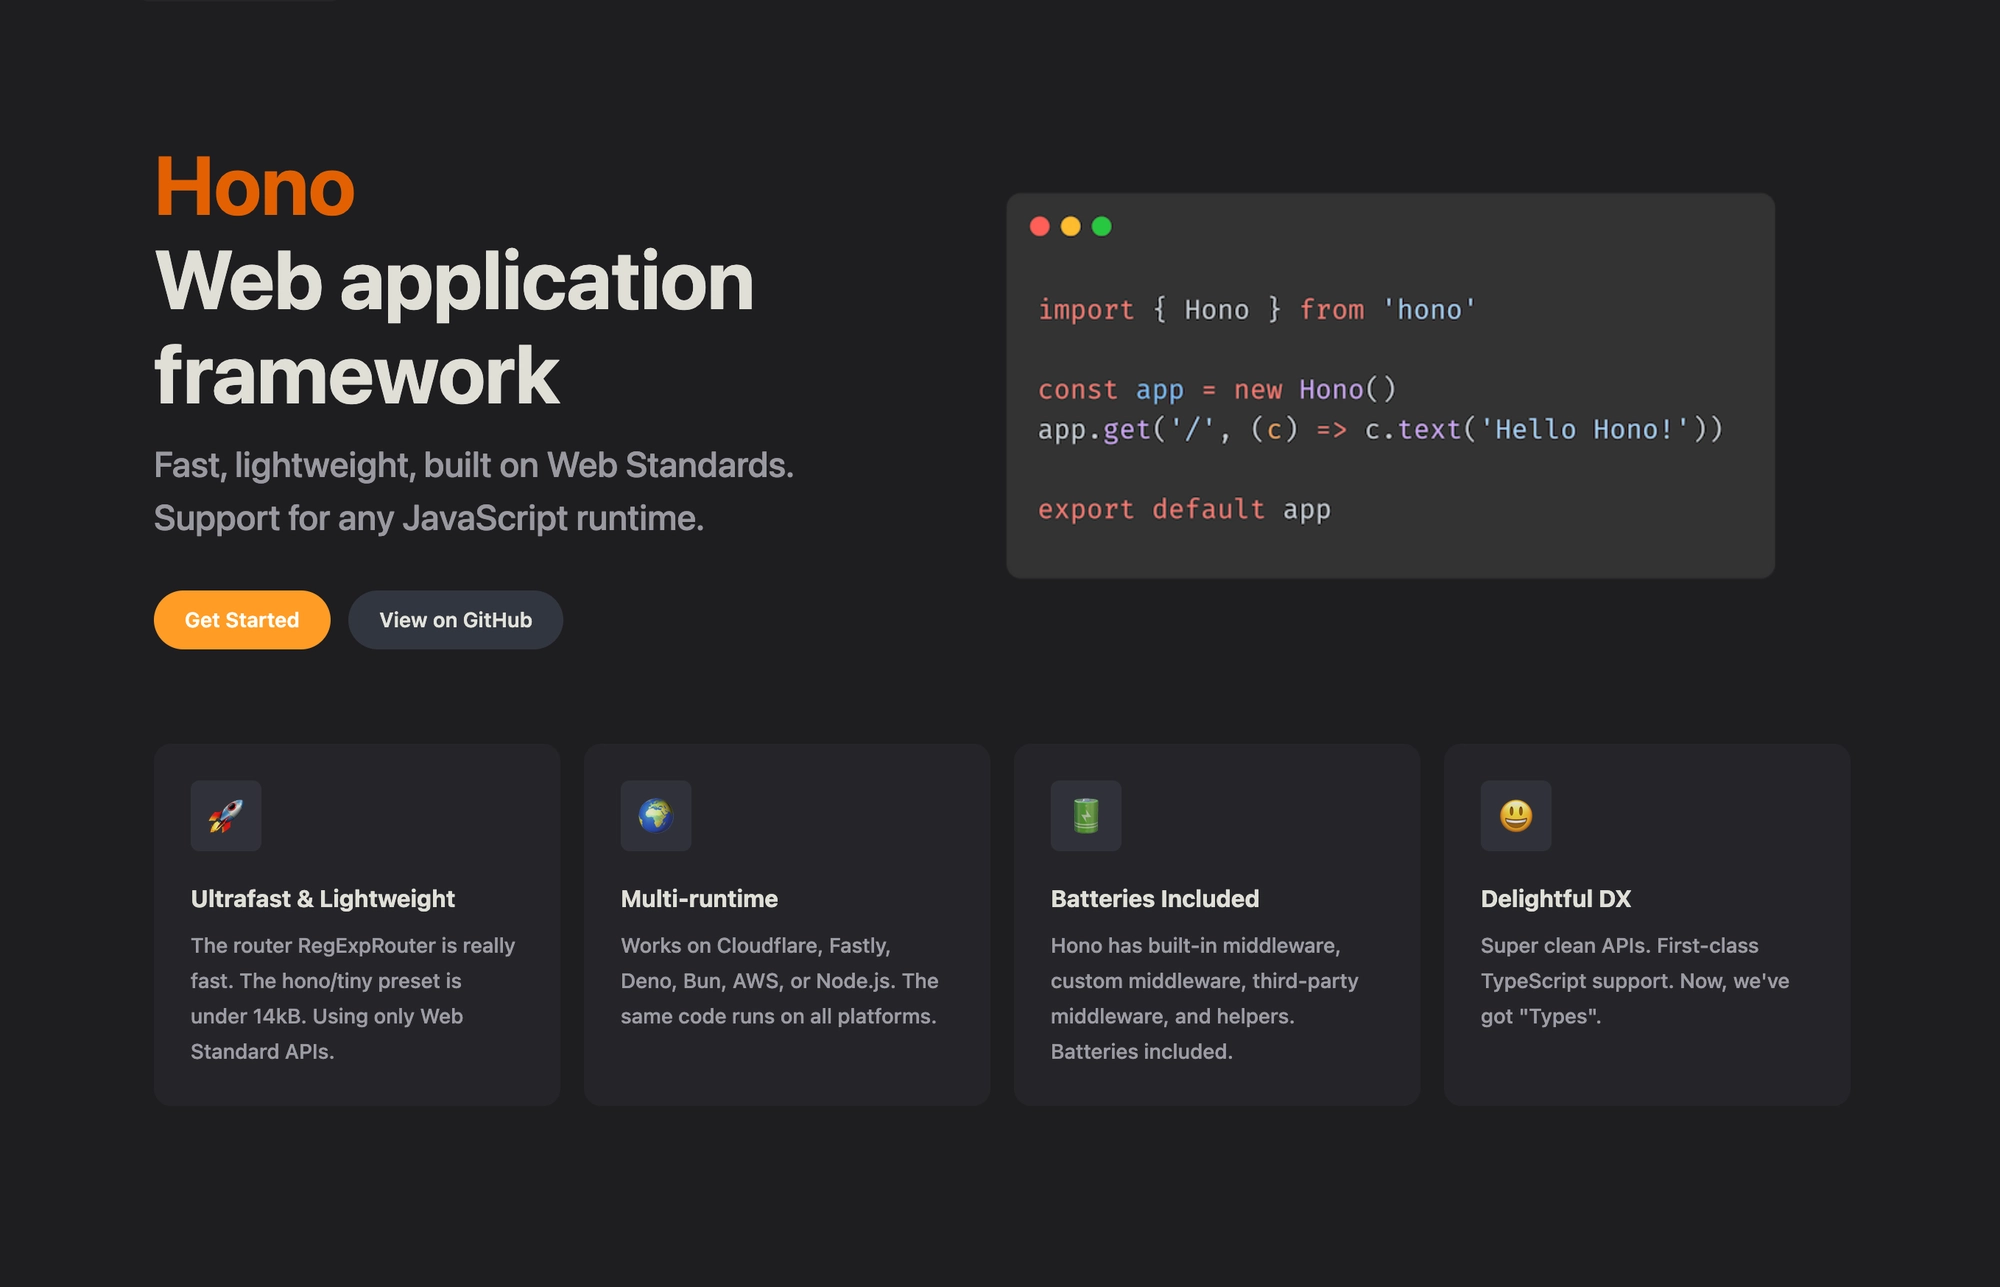 Hono
Web application
framework
Fast, lightweight, built on Web Standards.
Support for any JavaScript runtime.
Get Started
View on GitHub
import { Hono } from 'hono'
const app = new Hono()
app.get('/', (c) => c.text('Hello Hono!'))
export default app
Ultrafast & Lightweight
The router RegExpRouter is really
fast. The hono/tiny preset is
under 14kB. Using only Web
Standard APIs.
Multi-runtime
Works on Cloudflare, Fastly,
Deno, Bun, AWS, or Node.js. The
same code runs on all platforms.
Batteries Included
Hono has built-in middleware,
custom middleware, third-party
middleware, and helpers.
Batteries included.
Delightful DX
Super clean APIs. First-class
TypeScript support. Now, we've
got "Types".